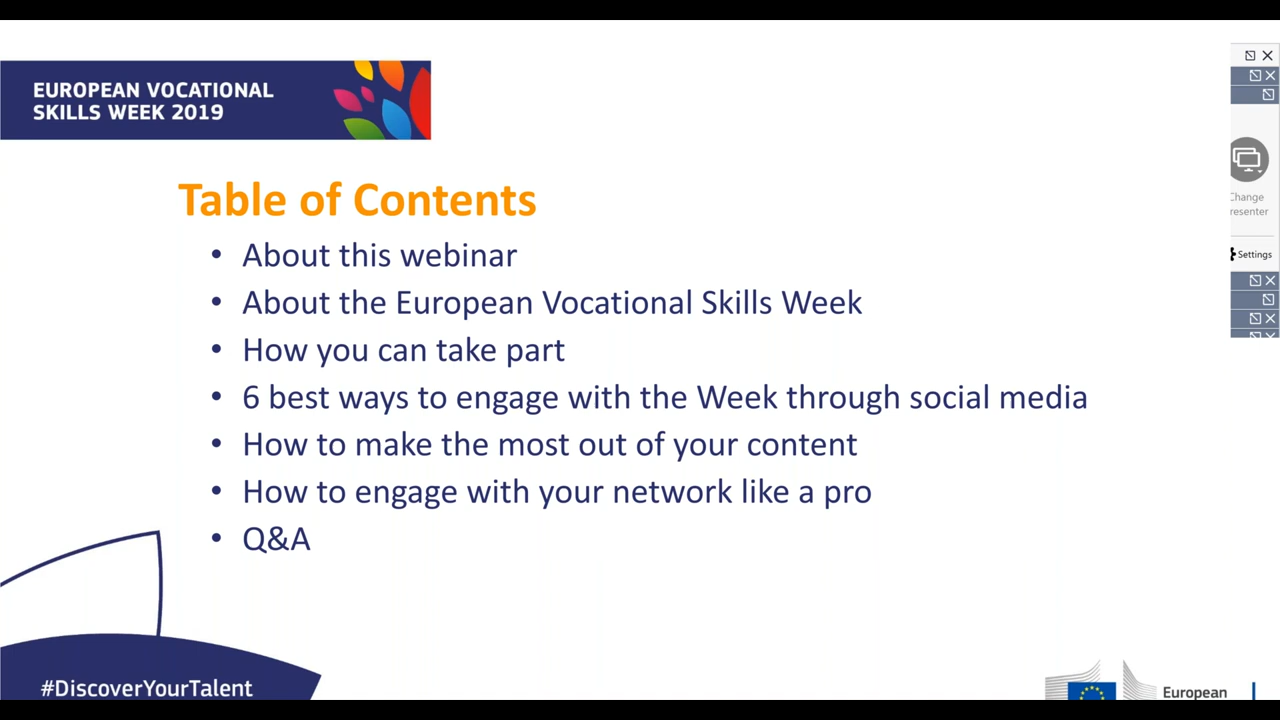 EUROPEAN VOCATIONAL
SKILLS WEEK 2019
Table of Contents
• About this webinar
• About the European Vocational Skills Week
• How you can take part
• 6 best ways to engage with the Week through social media
• How to make the most out of your content
• How to engage with your network like a pro
• Q&A
#DiscoverYourTalent
European
Change
resenter
Settings